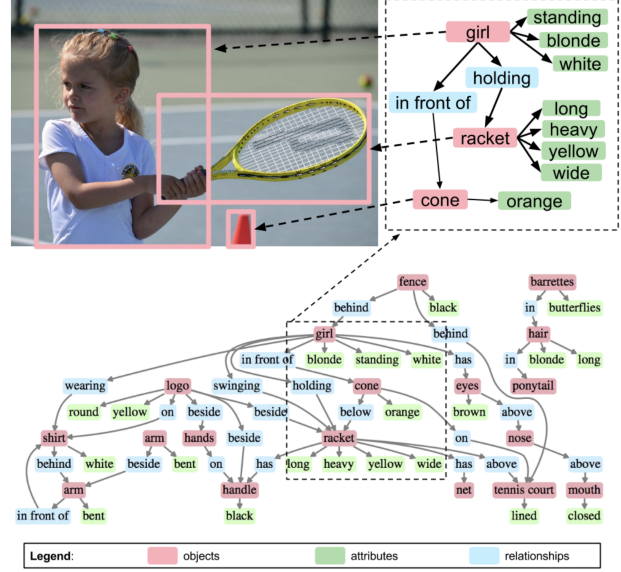 girl
standing
blonde
white
holding
in front of
long
heavy
racket
yellow
wide
cone
orange
fence
barrettes
behind
black
in
butterflies
girl
behind
hair
in front of
blonde
standing
white
has
in
blonde
long
wearing
logo
swinging
holding
cone
eyes
ponytail
round
yellow
on
beside
beside
below
orange
brown
above
shirt
arm
hands
beside
racket
on
nose
behind
white
beside
bent
on
has
long
heavy
yellow
wide
has
above
above
arm
handle
net
tennis court
mouth
in front of
bent
black
lined
closed
Legend:
objects
attributes
relationships